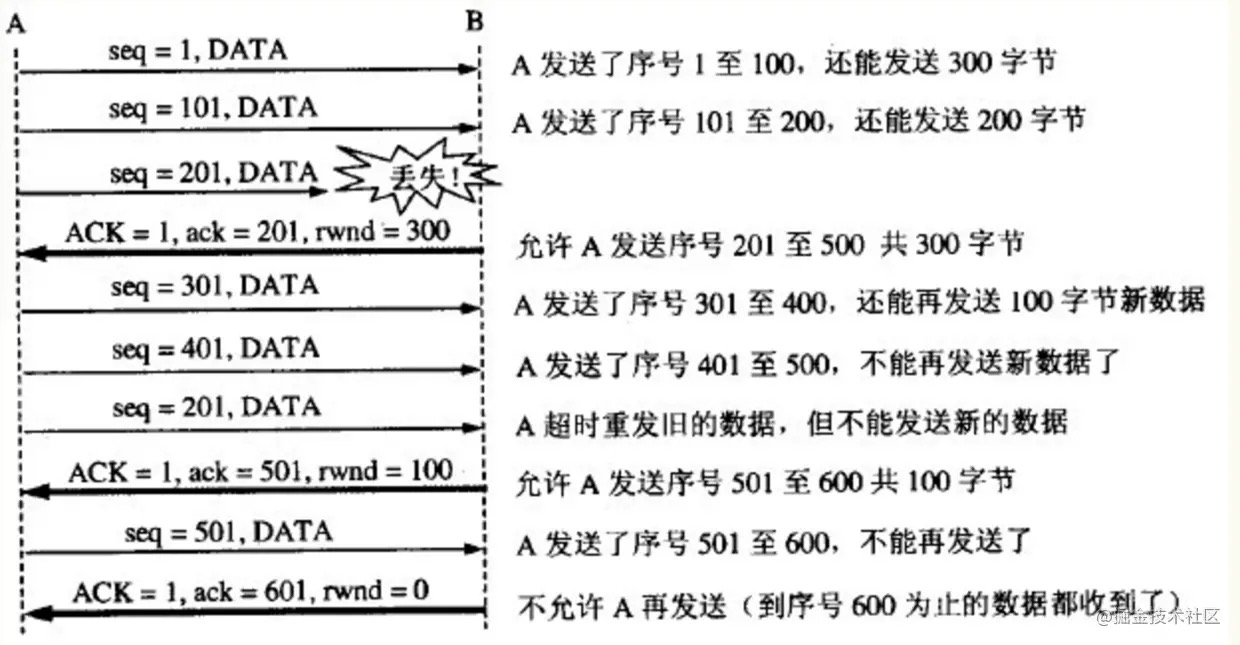 A B
seq = 1, DATA A 发送了序号 1 至 100，还能发送 300 字节
seq = 101, DATA A 发送了序号 101 至 200，还能发送 200 字节
seq = 201, DATA 丢失！
ACK = 1, ack = 201, rwnd = 300 允许 A 发送序号 201 至 500 共 300 字节
seq = 301, DATA A 发送了序号 301 至 400，还能再发送 100 字节新数据
seq = 401, DATA A 发送了序号 401 至 500，不能再发送新数据了
seq = 201, DATA A 超时重发旧的数据，但不能发送新的数据
ACK = 1, ack = 501, rwnd = 100 允许 A 发送序号 501 至 600 共 100 字节
seq = 501, DATA A 发送了序号 501 至 600，不能再发送了
ACK = 1, ack = 601, rwnd = 0 不允许 A 再发送（到序号 600 为止的数据都收到了）
@掘金技术社区